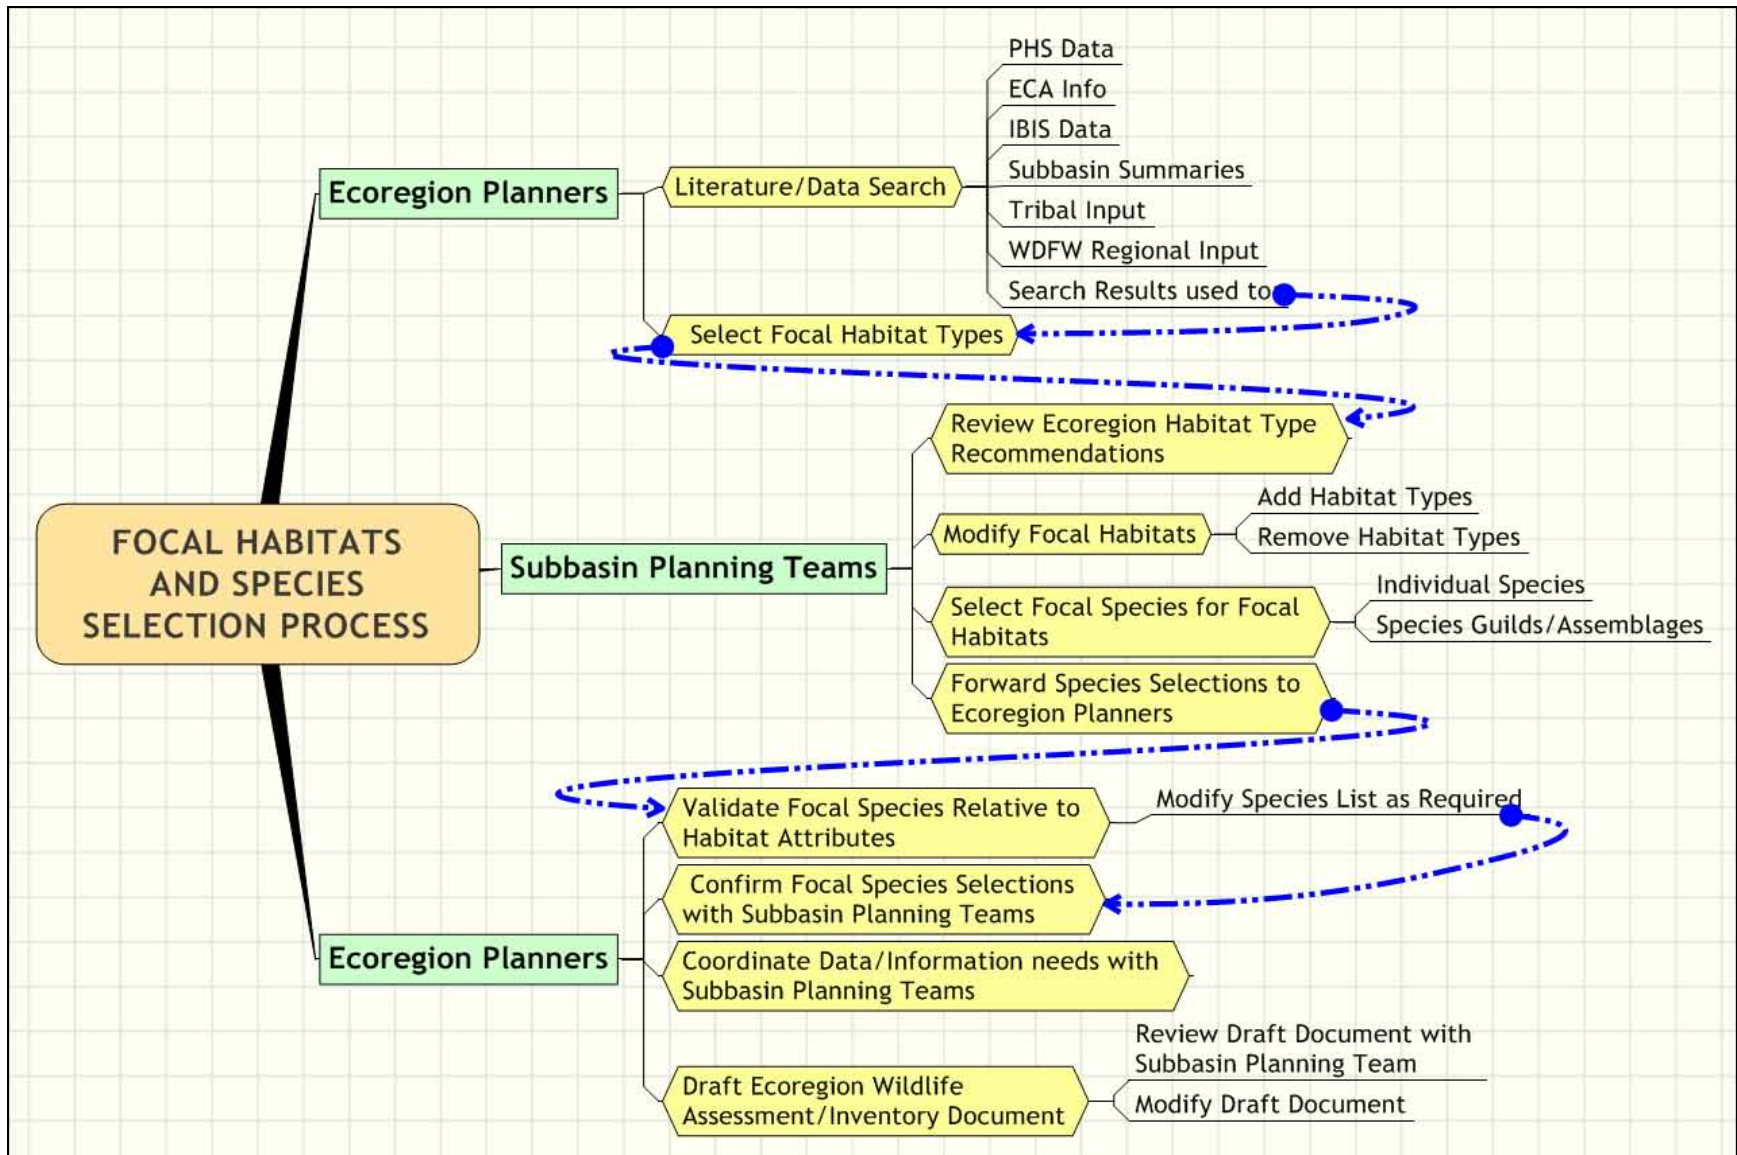 PHS Data
ECA Info
IBIS Data
Subbasin Summaries
Tribal Input
WDFW Regional Input
Search Results used to
Ecoregion Planners
Literature/Data Search
Select Focal Habitat Types
Review Ecoregion Habitat Type
Recommendations
Modify Focal Habitats
Add Habitat Types
Remove Habitat Types
FOCAL HABITATS
AND SPECIES
SELECTION PROCESS
Subbasin Planning Teams
Select Focal Species for Focal
Habitats
Individual Species
Species Guilds/Assemblages
Forward Species Selections to
Ecoregion Planners
Validate Focal Species Relative to
Habitat Attributes
Modify Species List as Required
Confirm Focal Species Selections
with Subbasin Planning Teams
Ecoregion Planners
Coordinate Data/Information needs with
Subbasin Planning Teams
Draft Ecoregion Wildlife
Assessment/Inventory Document
Review Draft Document with
Subbasin Planning Team
Modify Draft Document